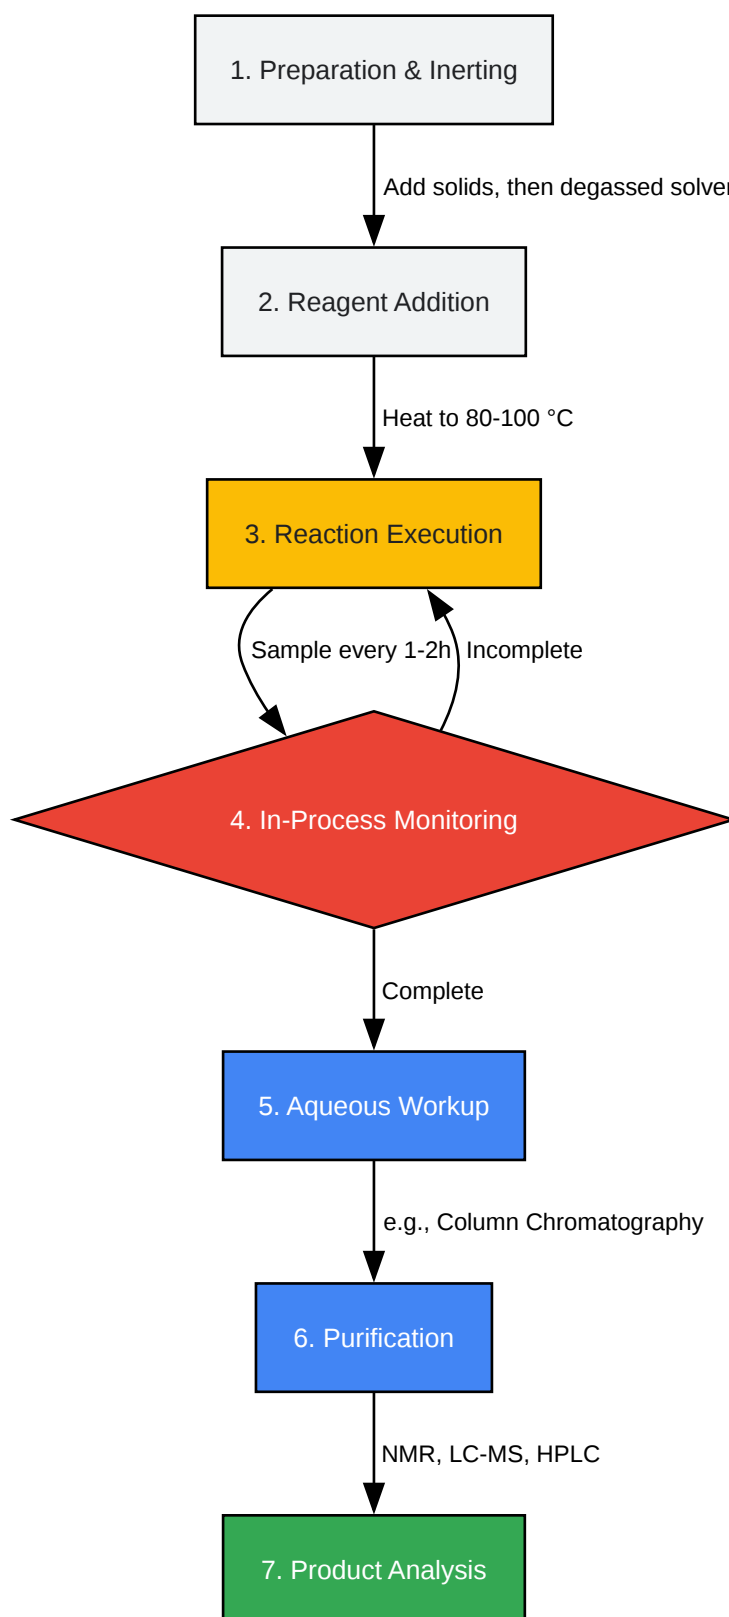 1. Preparation & Inerting
Add solids, then degassed
2. Reagent Addition
Heat to 80-100 °C
3. Reaction Execution
Sample every 1-2h
Incomplete
4. In-Process Monitoring
Complete
5. Aqueous Workup
e.g., Column Chromatography
6. Purification
NMR, LC-MS, HPLC
7. Product Analysis